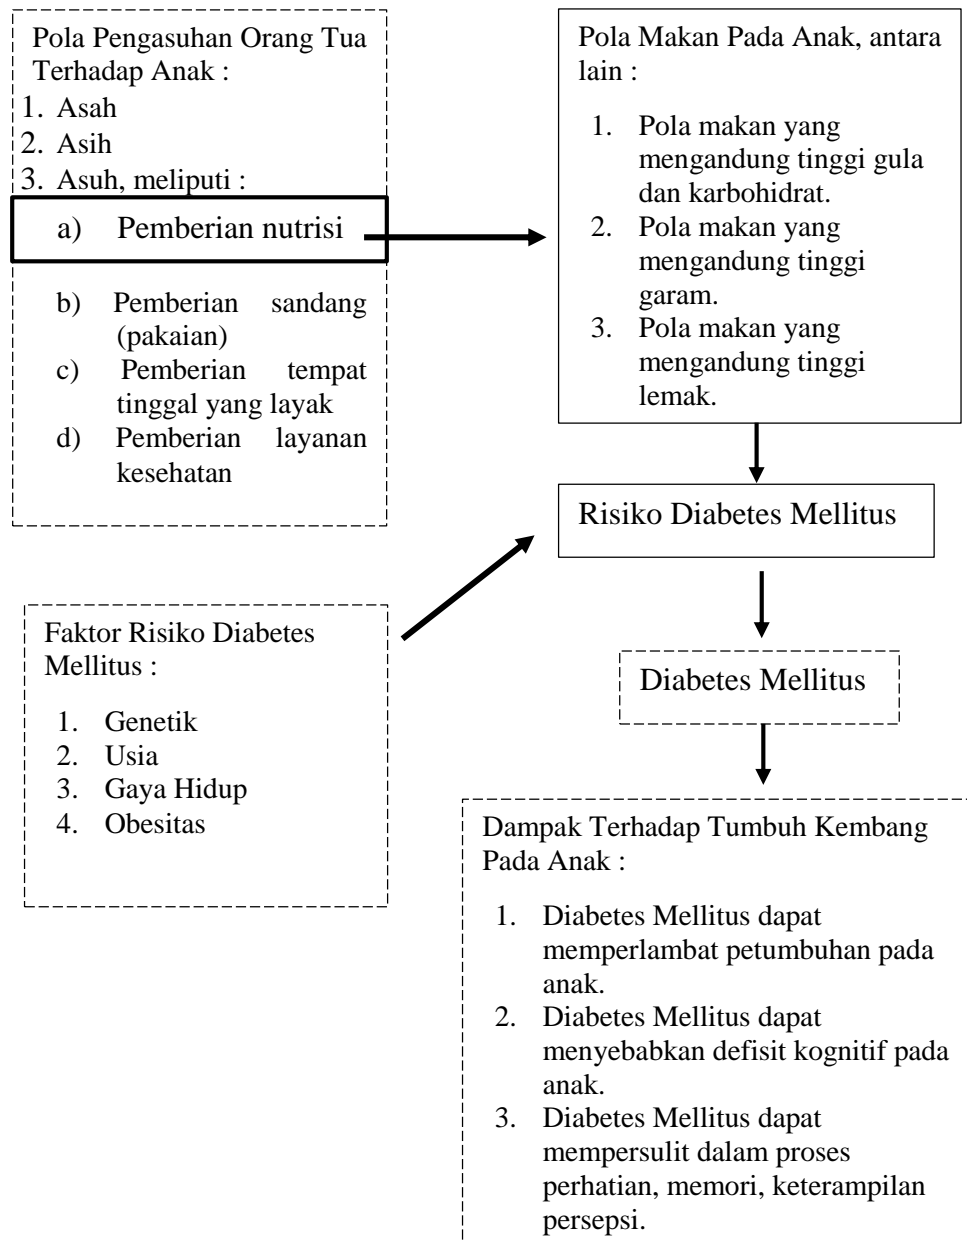 Pola Pengasuhan Orang Tua
Terhadap Anak :
1. Asah
2. Asih
3. Asuh, meliputi :
a) Pemberian nutrisi
b) Pemberian sandang
(pakaian)
c) Pemberian tempat
tinggal yang layak
d) Pemberian layanan
kesehatan
Pola Makan Pada Anak, antara
lain :
1. Pola makan yang
mengandung tinggi gula
dan karbohidrat.
2. Pola makan yang
mengandung tinggi
garam.
3. Pola makan yang
mengandung tinggi
lemak.
Risiko Diabetes Mellitus
Faktor Risiko Diabetes
Mellitus :
1. Genetik
2. Usia
3. Gaya Hidup
4. Obesitas
Diabetes Mellitus
Dampak Terhadap Tumbuh Kembang
Pada Anak :
1. Diabetes Mellitus dapat
memperlambat petumbuhan pada
anak.
2. Diabetes Mellitus dapat
menyebabkan defisit kognitif pada
anak.
3. Diabetes Mellitus dapat
mempersulit dalam proses
perhatian, memori, keterampilan
persepsi.